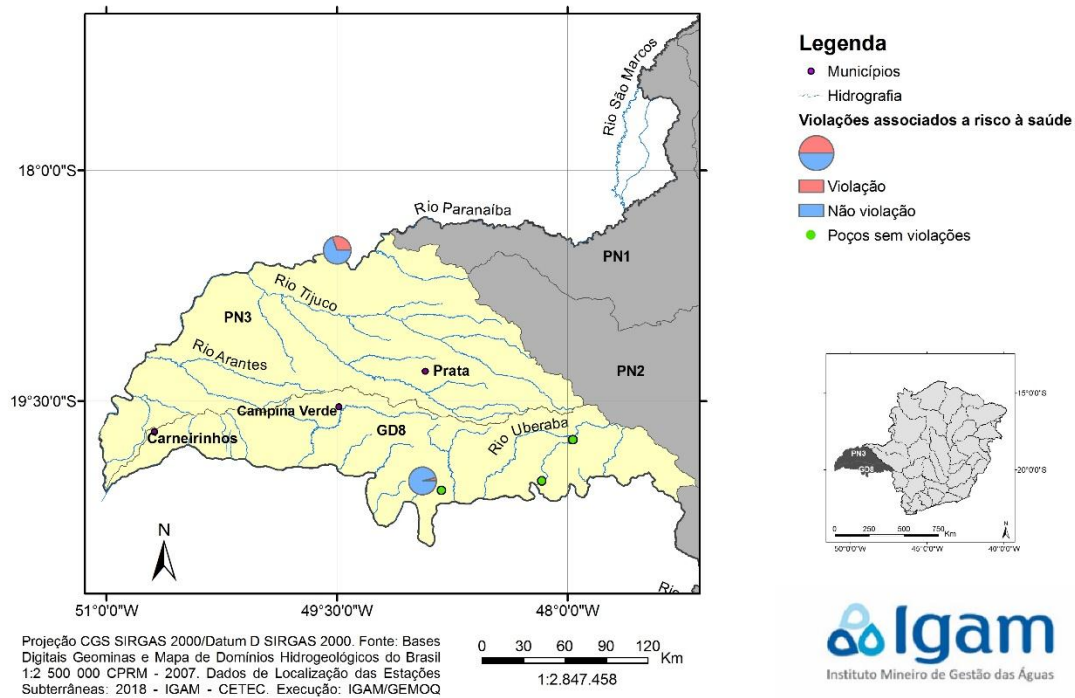 Legenda
Municípios
Hidrografia
Violações associados a risco à saúde
Violação
Não violação
Poços sem violações
Rio São Marcos
18°0'0"S
Rio Paranaíba
PN1
Rio Tijuco
PN3
Rio Arantes
Prata
PN2
19°30'0"S
Campina Verde
Carneirinhos
GD8
Rio Uberaba
N
Rio
51°0'0"W
49°30'0"W
48°0'0"W
Projeção CGS SIRGAS 2000/Datum D SIRGAS 2000. Fonte: Bases
Digitais Geominas e Mapa de Domínios Hidrogeológicos do Brasil
1:2 500 000 CPRM - 2007. Dados de Localização das Estações
Subterrâneas: 2018 - IGAM - CETEC. Execução: IGAM/GEMOQ
0 30 60 90 120
Km
1:2.847.458
15°0'0"S
PN3
GD8
20°0'0"S
N
0 250 500 750
Km
50°0'0"W 45°0'0"W 40°0'0"W
Igam
Instituto Mineiro de Gestão das Águas